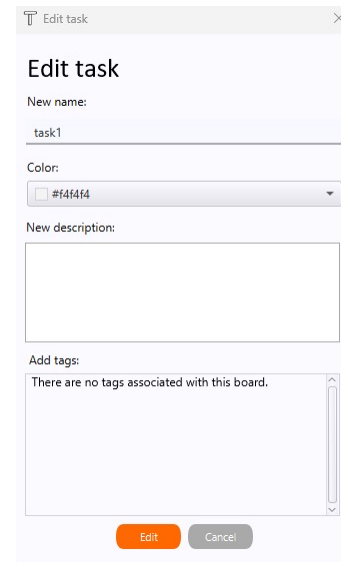 Edit task
Edit task
New name:
task1
Color:
#f4f4f4
New description:
Add tags:
There are no tags associated with this board.
Edit
Cancel